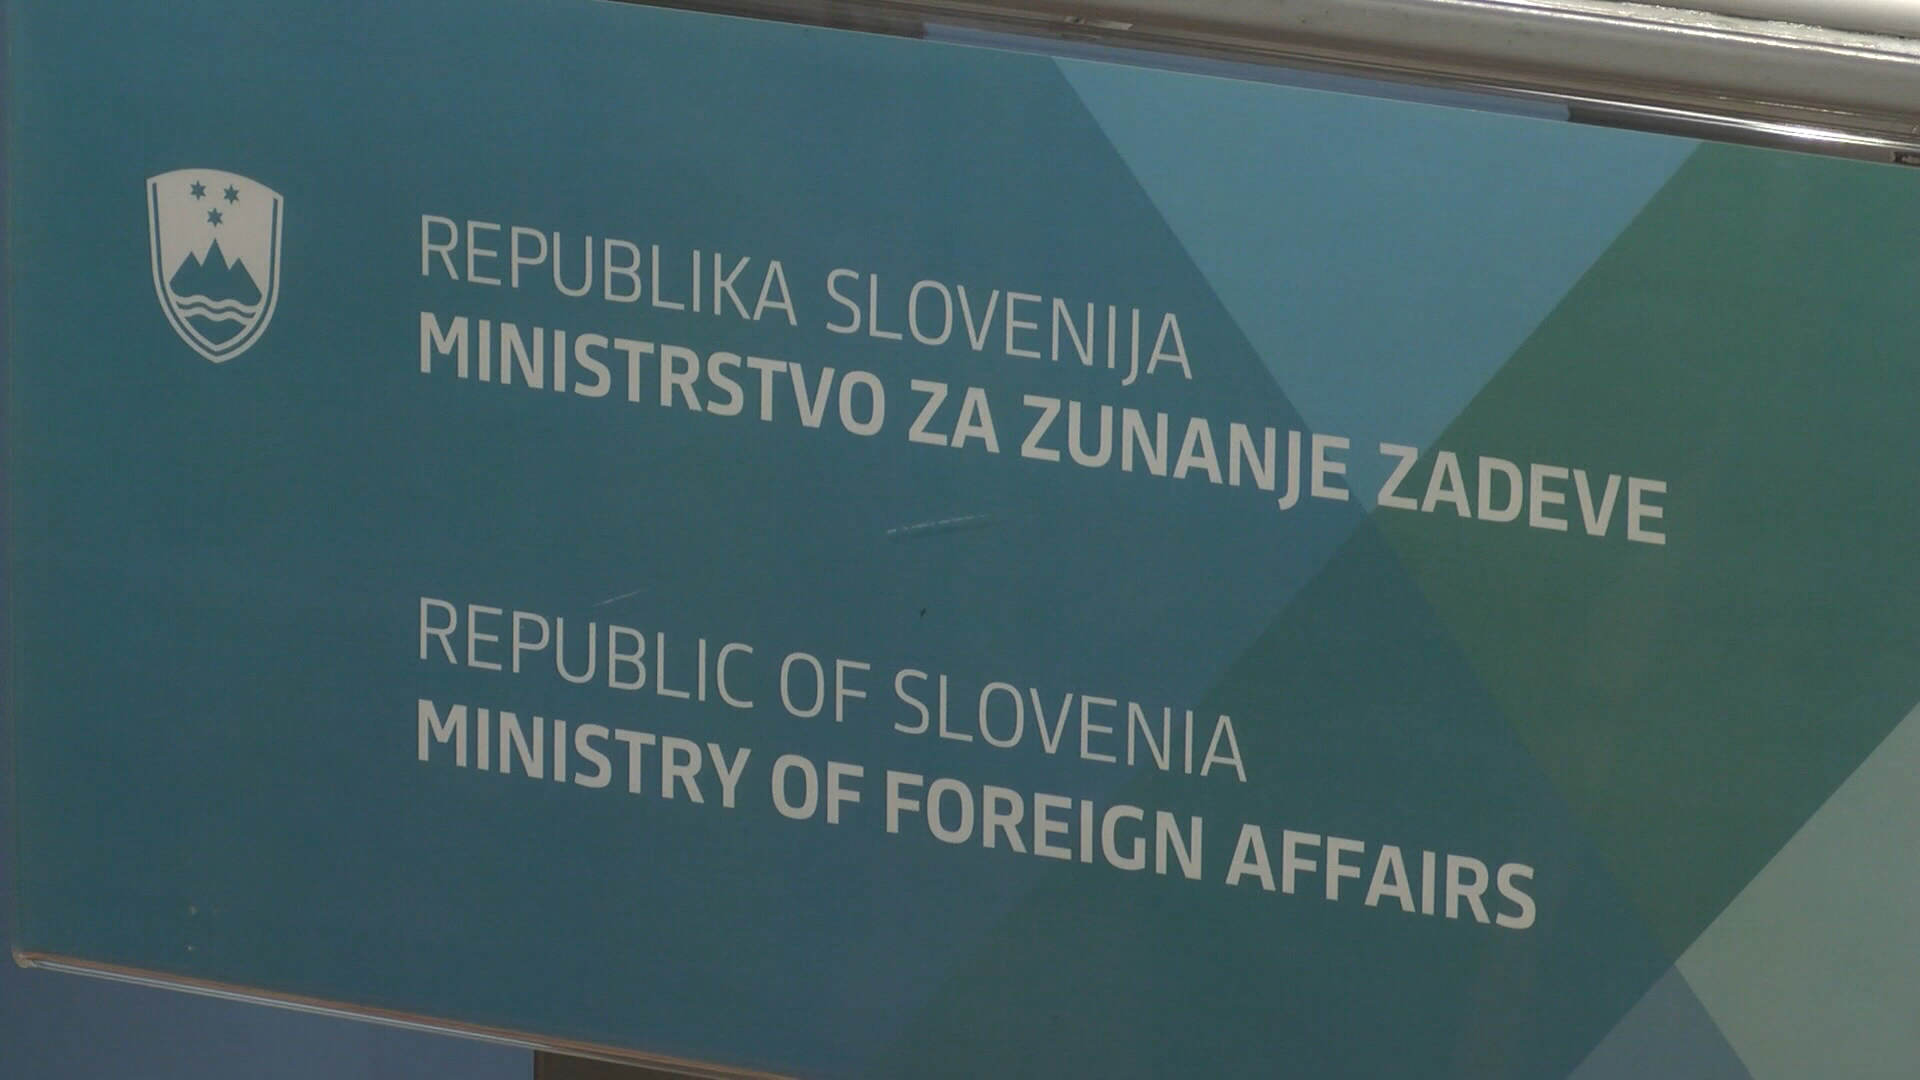 REPUBLIKA SLOVENIJA
MINISTRSTVO ZA ZUNANJE ZADEVE
REPUBLIC OF SLOVENIA
MINISTRY OF FOREIGN AFFAIRS